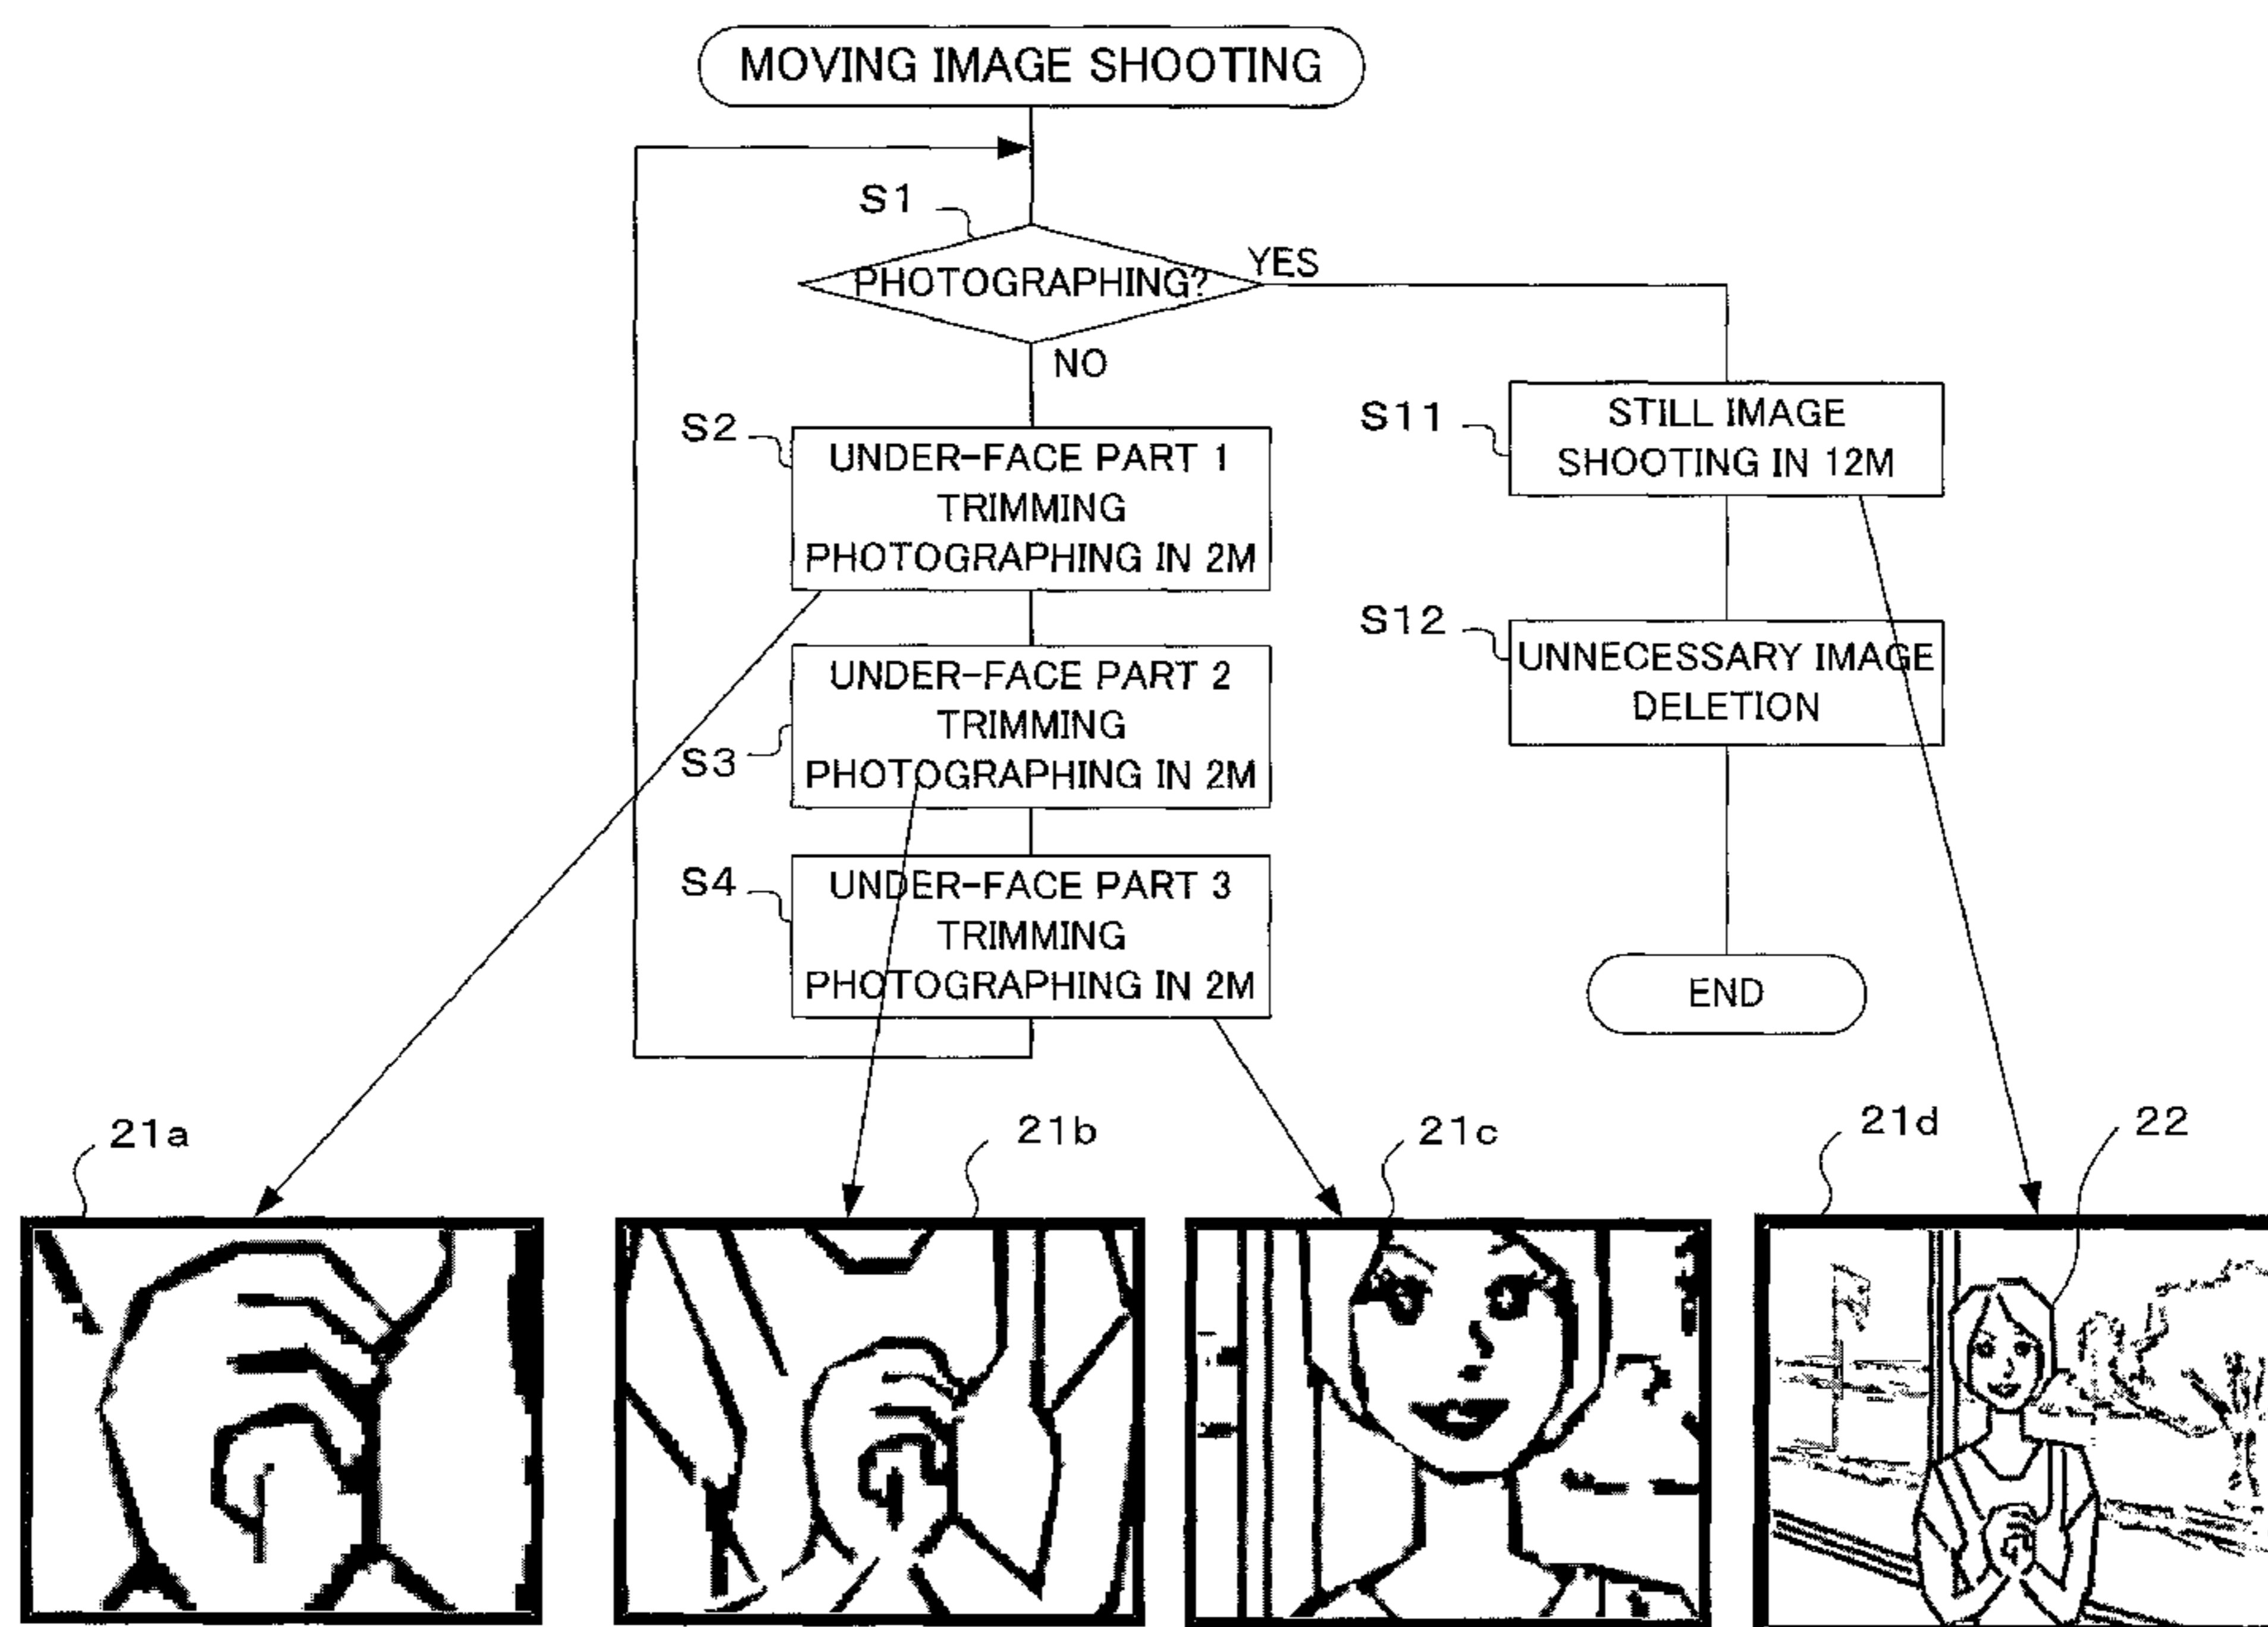 MOVING IMAGE SHOOTING
S1
PHOTOGRAPHING?
YES
NO
S2
UNDER-FACE PART 1
TRIMMING
PHOTOGRAPHING IN 2M
S11
STILL IMAGE
SHOOTING IN 12M
S3
UNDER-FACE PART 2
TRIMMING
PHOTOGRAPHING IN 2M
S12
UNNECESSARY IMAGE
DELETION
S4
UNDER-FACE PART 3
TRIMMING
PHOTOGRAPHING IN 2M
END
21a
21b
21c
21d
22